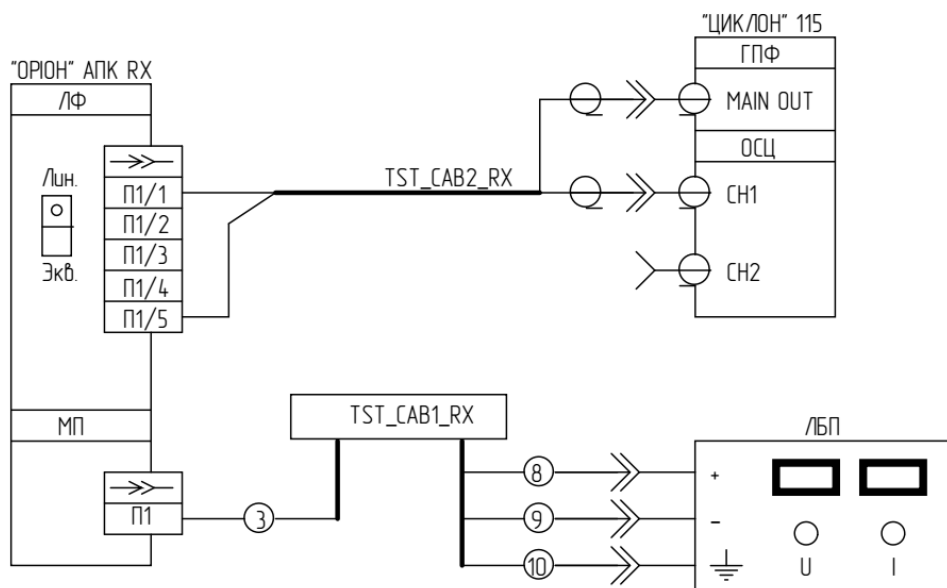 "ЦИКЛОН" 115
ГПФ
"ОРІОН" АПК RX
ЛФ
MAIN OUT
ОСЦ
Лин.
TST_CAB2_RX
П1/1
CH1
П1/2
П1/3
Экв.
П1/4
CH2
П1/5
TST_CAB1_RX
МП
ЛБП
8
+
П1
3
9
-
10
U
I